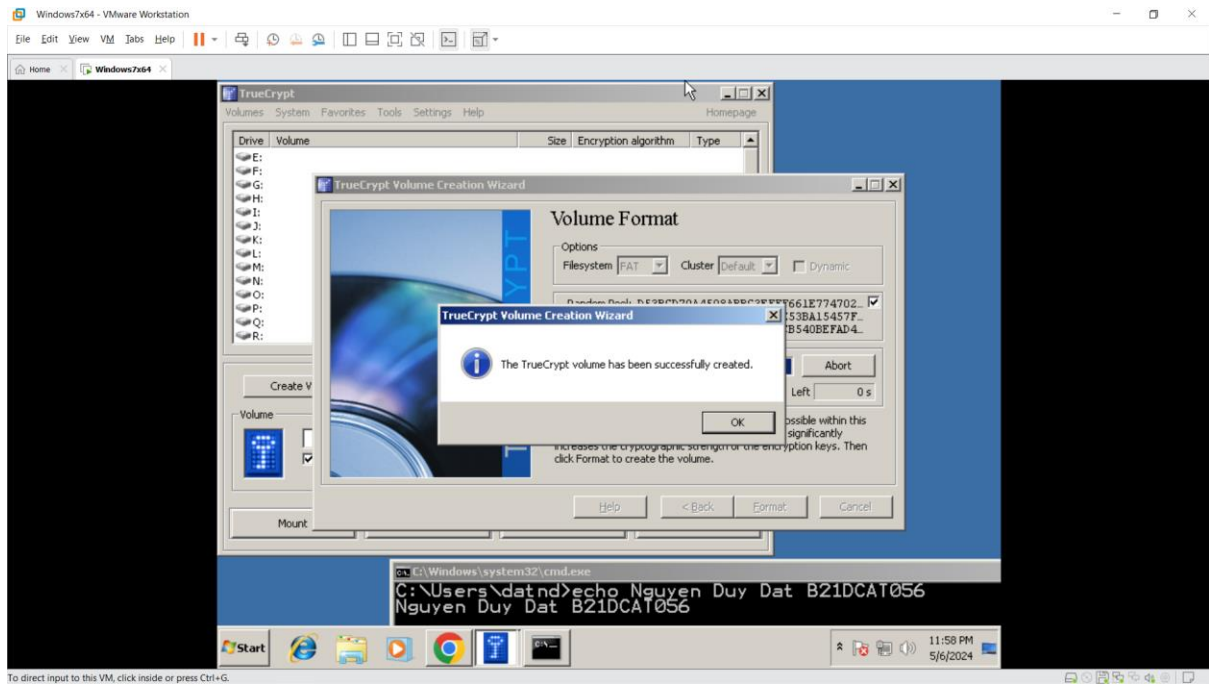 Windows7x64 - VMware Workstation
File Edit View VM Tabs Help
Home Windows7x64
TrueCrypt
Volumes System Favorites Tools Settings Help Homepage
Drive Volume Size Encryption algorithm Type
E:
F:
G:
H:
I:
J:
K:
L:
M:
N:
O:
P:
Q:
R:
Create V
Volume
Mount
TrueCrypt Volume Creation Wizard
Volume Format
Options
Filesystem FAT Cluster Default Dynamic
661E774702..
53BA15457F..
B540BEFAD4..
Abort
Left 0 s
ossible within this
significantly
increases the cryptographic strength of the encryption keys. Then
click Format to create the volume.
Help < Back Format Cancel
TrueCrypt Volume Creation Wizard
The TrueCrypt volume has been successfully created.
OK
C:\Windows\system32\cmd.exe
C:\Users\datnd>echo Nguyen Duy Dat B21DCAT056
Nguyen Duy Dat B21DCAT056
Start
11:58 PM
5/6/2024
To direct input to this VM, click inside or press Ctrl+G.